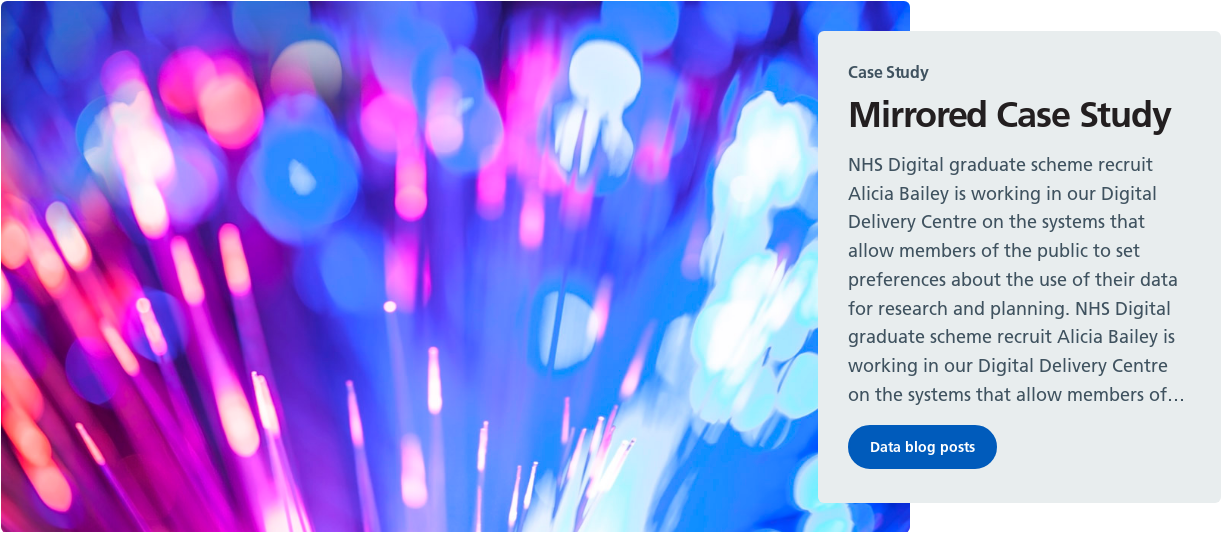 Case Study
Mirrored Case Study
NHS Digital graduate scheme recruit
Alicia Bailey is working in our Digital
Delivery Centre on the systems that
allow members of the public to set
preferences about the use of their data
for research and planning. NHS Digital
graduate scheme recruit Alicia Bailey is
working in our Digital Delivery Centre
on the systems that allow members of…
Data blog posts